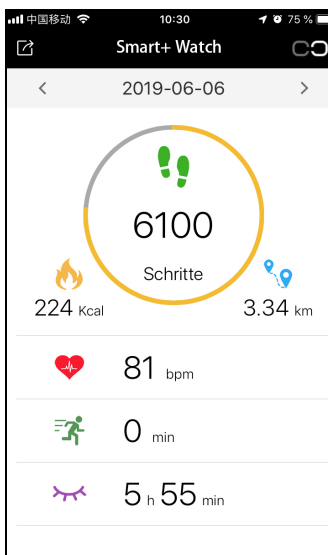 中国移动 10:30 75 %
Smart+ Watch
2019-06-06
6100
Schritte
224 Kcal 3.34 km
81 bpm
0 min
5 h 55 min